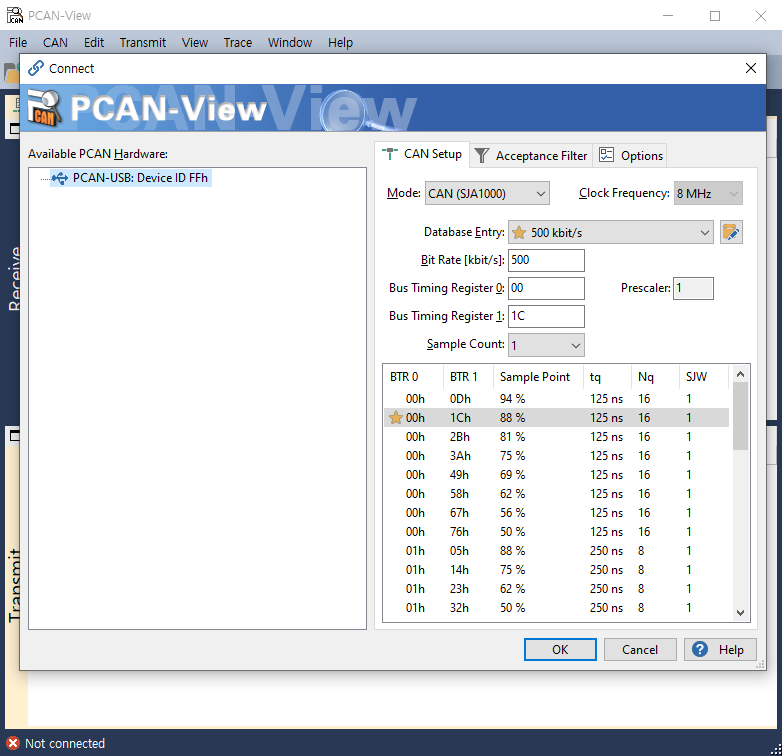 PCAN-View
File CAN Edit Transmit View Trace Window Help
Connect
PCAN-View
Available PCAN Hardware:
PCAN-USB: Device ID FFh
CAN Setup Acceptance Filter Options
Mode: CAN (SJA1000) Clock Frequency: 8 MHz
Database Entry: 500 kbit/s
Bit Rate [kbit/s]: 500
Bus Timing Register 0: 00 Prescaler: 1
Bus Timing Register 1: 1C
Sample Count: 1
BTR 0 BTR 1 Sample Point tq Nq SJW
00h 0Dh 94 % 125 ns 16 1
00h 1Ch 88 % 125 ns 16 1
00h 2Bh 81 % 125 ns 16 1
00h 3Ah 75 % 125 ns 16 1
00h 49h 69 % 125 ns 16 1
00h 58h 62 % 125 ns 16 1
00h 67h 56 % 125 ns 16 1
00h 76h 50 % 125 ns 16 1
01h 05h 88 % 250 ns 8 1
01h 14h 75 % 250 ns 8 1
01h 23h 62 % 250 ns 8 1
01h 32h 50 % 250 ns 8 1
OK Cancel Help
Receive
Transmit
Not connected